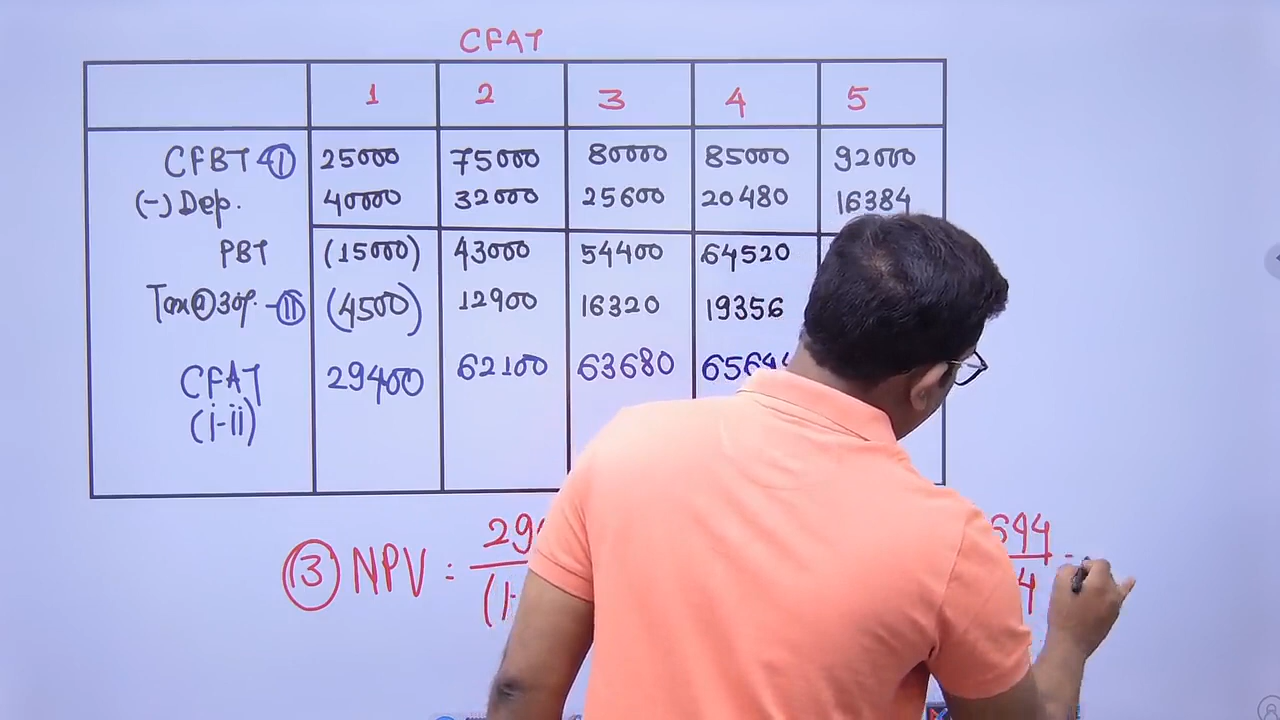 CFAT
1 2 3 4 5
CFBT (I) 25000 75000 80000 85000 92000
(-) Dep. 40000 32000 25600 20480 16384
PBT (15000) 43000 54400 64520
Tax@30%. - (II) (4500) 12900 16320 19356
CFAT 29400 62100 63680
(i-ii)
(13) NPV =